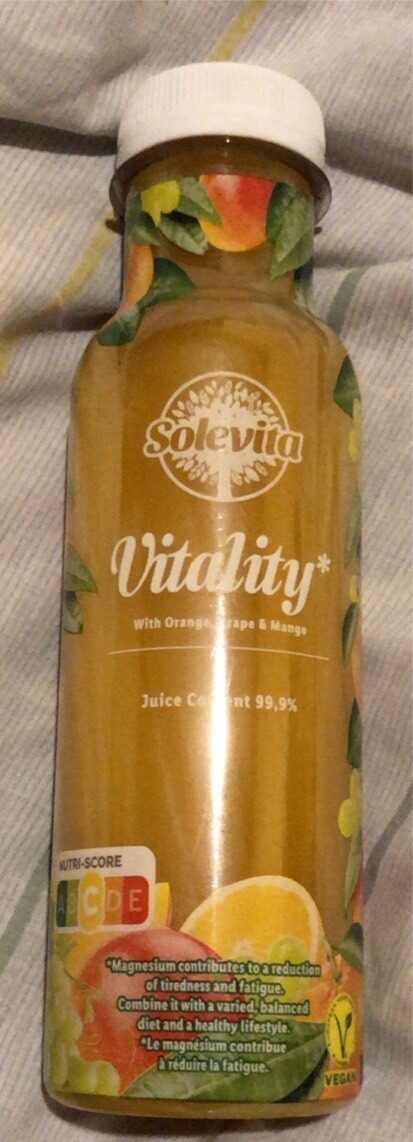 Solevita
Vitality*
With Orange, Grape & Mango
Juice Content 99,9%
NUTRI-SCORE
A B C D E
*Magnesium contributes to a reduction
of tiredness and fatigue.
Combine it with a varied, balanced
diet and a healthy lifestyle.
*Le magnésium contribue
à réduire la fatigue.
VEGAN